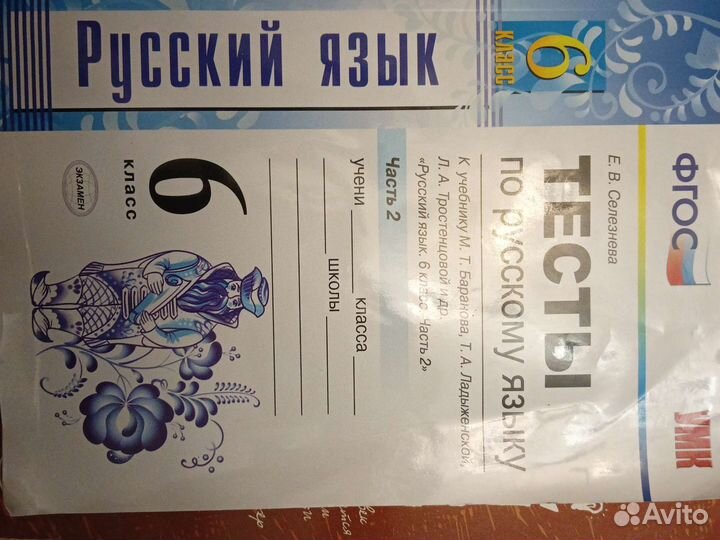 Русский язык
6
класс
ФГОС
УМК
Е. В. Селезнева
ТЕСТЫ
по русскому языку
К учебнику М. Т. Баранова, Т. А. Ладыженской,
Л. А. Тростенцовой и др.
«Русский язык. 6 класс. Часть 2»
Часть 2
учени класса
школы
6
класс
ЭКЗАМЕН
Avito